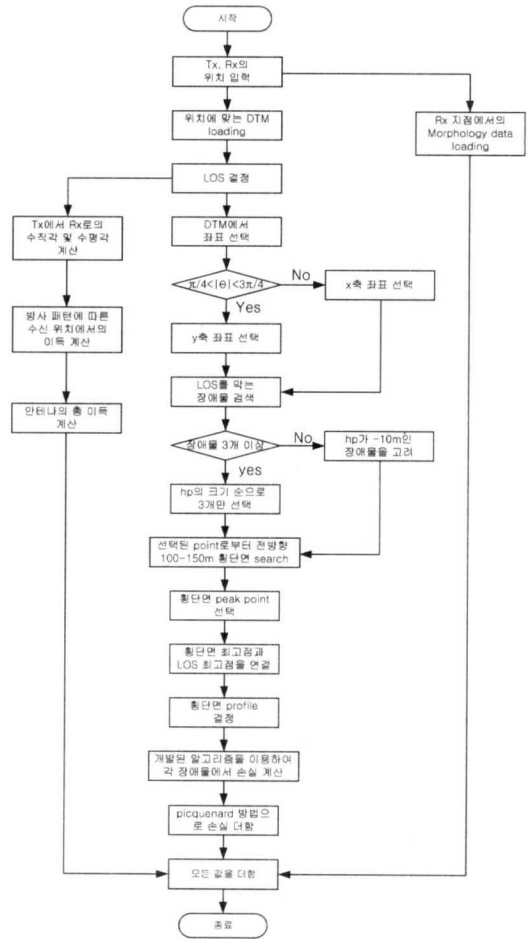 시작
Tx, Rx의
위치 입력
위치에 맞는 DTM
loading
Rx 지점에서의
Morphology data
loading
LOS 결정
Tx에서 Rx로의
수직각 및 수평각
계산
DTM에서
좌표 선택
π/4<|θ|<3π/4
No
x축 좌표 선택
Yes
방사 패턴에 따른
수신 위치에서의
이득 계산
y축 좌표 선택
LOS를 막는
장애물 검색
안테나의 총 이득
계산
장애물 3개 이상
No
hp가 -10m인
장애물을 고려
yes
hp의 크기 순으로
3개만 선택
선택된 point로부터 전방향
100-150m 횡단면 search
횡단면 peak point
선택
횡단면 최고점과
LOS 최고점을 연결
횡단면 profile
결정
개발된 알고리즘을 이용하여
각 장애물에서 손실 계산
picquenard 방법으
로 손실 더함
모든 값을 더함
종료